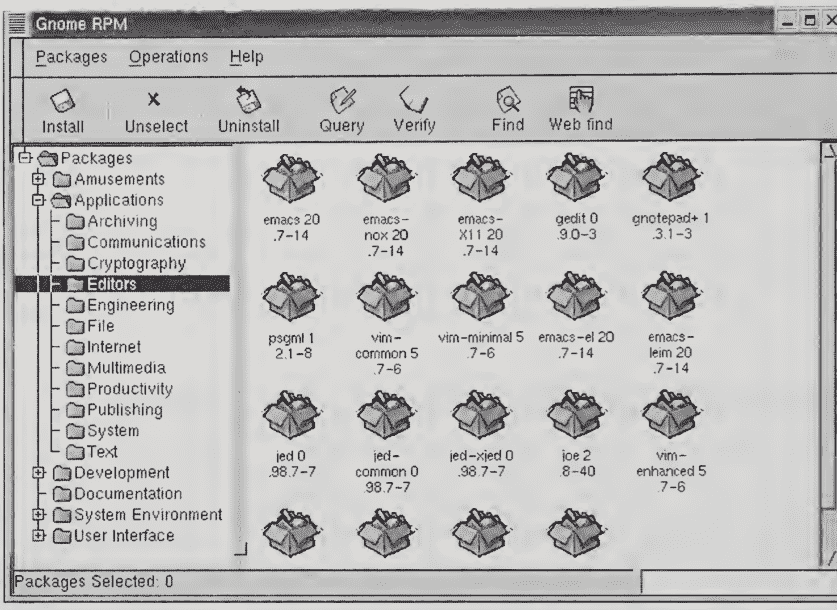 Gnome RPM
Packages Operations Help
Install Unselect Uninstall Query Verify Find Web find
Packages
Amusements
Applications
Archiving
Communications
Cryptography
Editors
Engineering
File
Internet
Multimedia
Productivity
Publishing
System
Text
Development
Documentation
System Environment
User Interface
emacs 20
.7-14
emacs-
nox 20
.7-14
emacs-
X11 20
.7-14
gedit 0
.9.0-3
gnotepad+ 1
.3.1-3
psgml 1
2.1-8
vim-
common 5
.7-6
vim-minimal 5
.7-6
emacs-el 20
.7-14
emacs-
leim 20
.7-14
jed 0
.98.7-7
jed-
common 0
.98.7-7
jed-xjed 0
.98.7-7
joe 2
.8-40
vim-
enhanced 5
.7-6
Packages Selected: 0